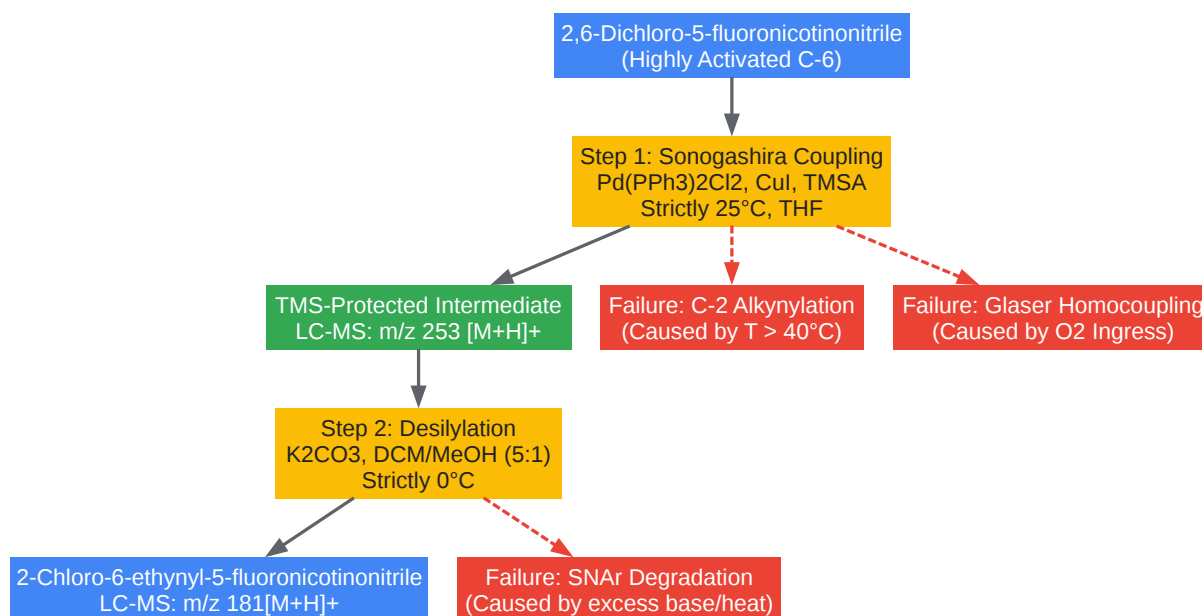 2,6-Dichloro-5-fluoronicotinonitrile
(Highly Activated C-6)
Step 1: Sonogashira Coupling
Pd(PPh3)2Cl2, CuI, TMSA
Strictly 25°C, THF
TMS-Protected Intermediate
LC-MS: m/z 253 [M+H]+
Failure: C-2 Alkynylation
(Caused by T > 40°C)
Failure: Glaser Homocoupling
(Caused by O2 Ingress)
Step 2: Desilylation
K2CO3, DCM/MeOH (5:1)
Strictly 0°C
2-Chloro-6-ethynyl-5-fluoronicotinonitrile
LC-MS: m/z 181[M+H]+
Failure: SNAr Degradation
(Caused by excess base/heat)